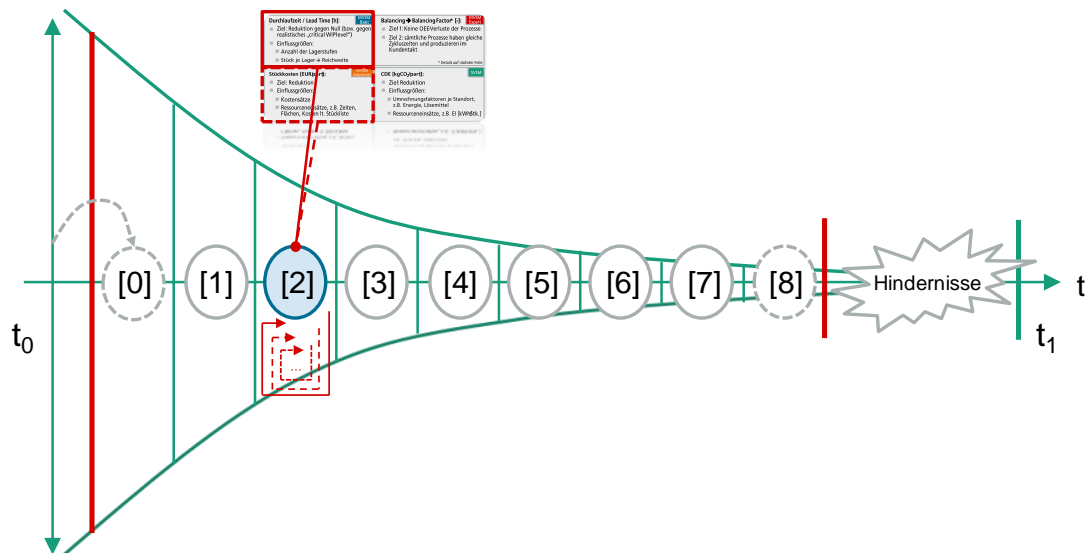 Durchlaufzeit / Lead Time [h]:
Ziel: Reduktion gegen Null (bzw. gegen
realistisches „critical WIPlevel“)
Einflussgrößen:
Anzahl der Lagerstufen
Stück je Lager → Reichweite
Balancing → Balancing Factor* [-]:
Ziel 1: Keine OEE-Verluste der Prozesse
Ziel 2: sämtliche Prozesse haben gleiche
Zykluszeiten und produzieren im
Kundentakt
Stückkosten [EUR/part]:
Ziel: Reduktion
Einflussgrößen:
Kostensätze
Ressourceneinsätze, z.B. Zeiten,
Flächen, Kosten lt. Stückliste
CDE [kgCO₂/part]:
Ziel: Reduktion
Einflussgrößen:
Umrechnungsfaktoren je Standort,
z.B. Energie, Lösemittel
Ressourceneinsätze, z.B. El [kWh/Stk.]
[0]
[1]
[2]
[3]
[4]
[5]
[6]
[7]
[8]
Hindernisse
t
t₀
t₁
...